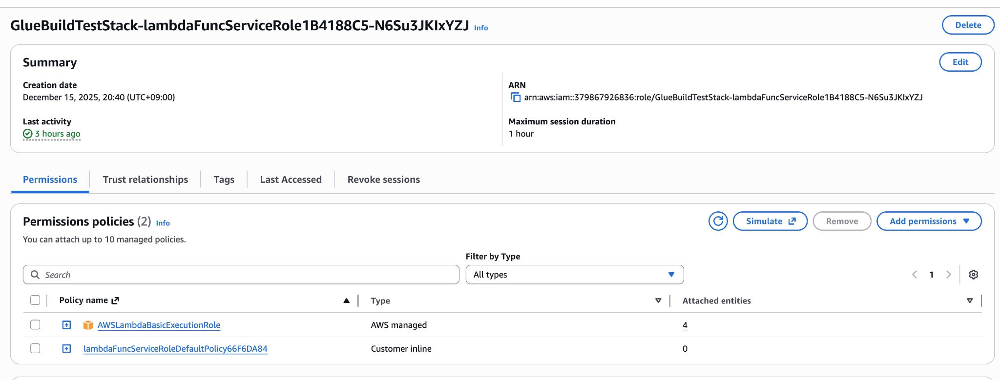 GlueBuildTestStack-lambdaFuncServiceRole1B4188C5-N6Su3JKIxYZJ Info
Delete
Summary
Edit
Creation date
December 15, 2025, 20:40 (UTC+09:00)
ARN
arn:aws:iam::379867926836:role/GlueBuildTestStack-lambdaFuncServiceRole1B4188C5-N6Su3JKIxYZJ
Last activity
3 hours ago
Maximum session duration
1 hour
Permissions
Trust relationships
Tags
Last Accessed
Revoke sessions
Permissions policies (2) Info
You can attach up to 10 managed policies.
Simulate
Remove
Add permissions
Filter by Type
Search
All types
1
Policy name
Type
Attached entities
AWSLambdaBasicExecutionRole
AWS managed
4
lambdaFuncServiceRoleDefaultPolicy66F6DA84
Customer inline
0